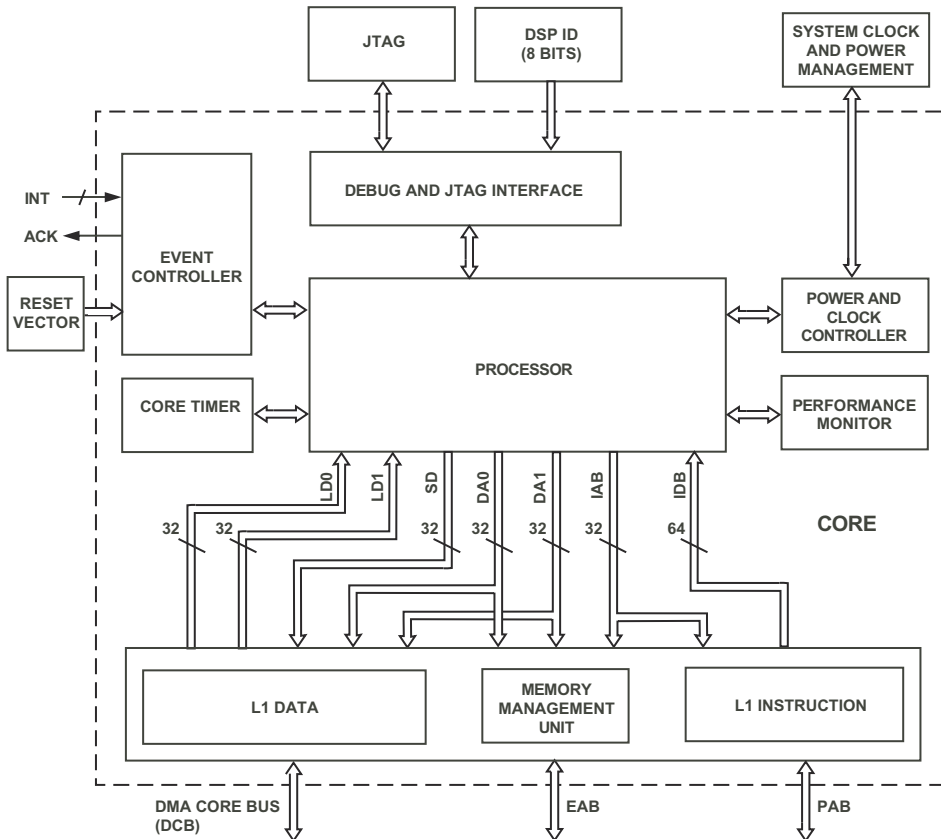 JTAG
DSP ID
(8 BITS)
SYSTEM CLOCK
AND POWER
MANAGEMENT
DEBUG AND JTAG INTERFACE
INT
ACK
EVENT
CONTROLLER
RESET
VECTOR
POWER AND
CLOCK
CONTROLLER
PROCESSOR
CORE TIMER
PERFORMANCE
MONITOR
LD0
LD1
SD
DA0
DA1
IAB
IDB
32
32
32
32
32
32
64
CORE
L1 DATA
MEMORY
MANAGEMENT
UNIT
L1 INSTRUCTION
DMA CORE BUS
(DCB)
EAB
PAB